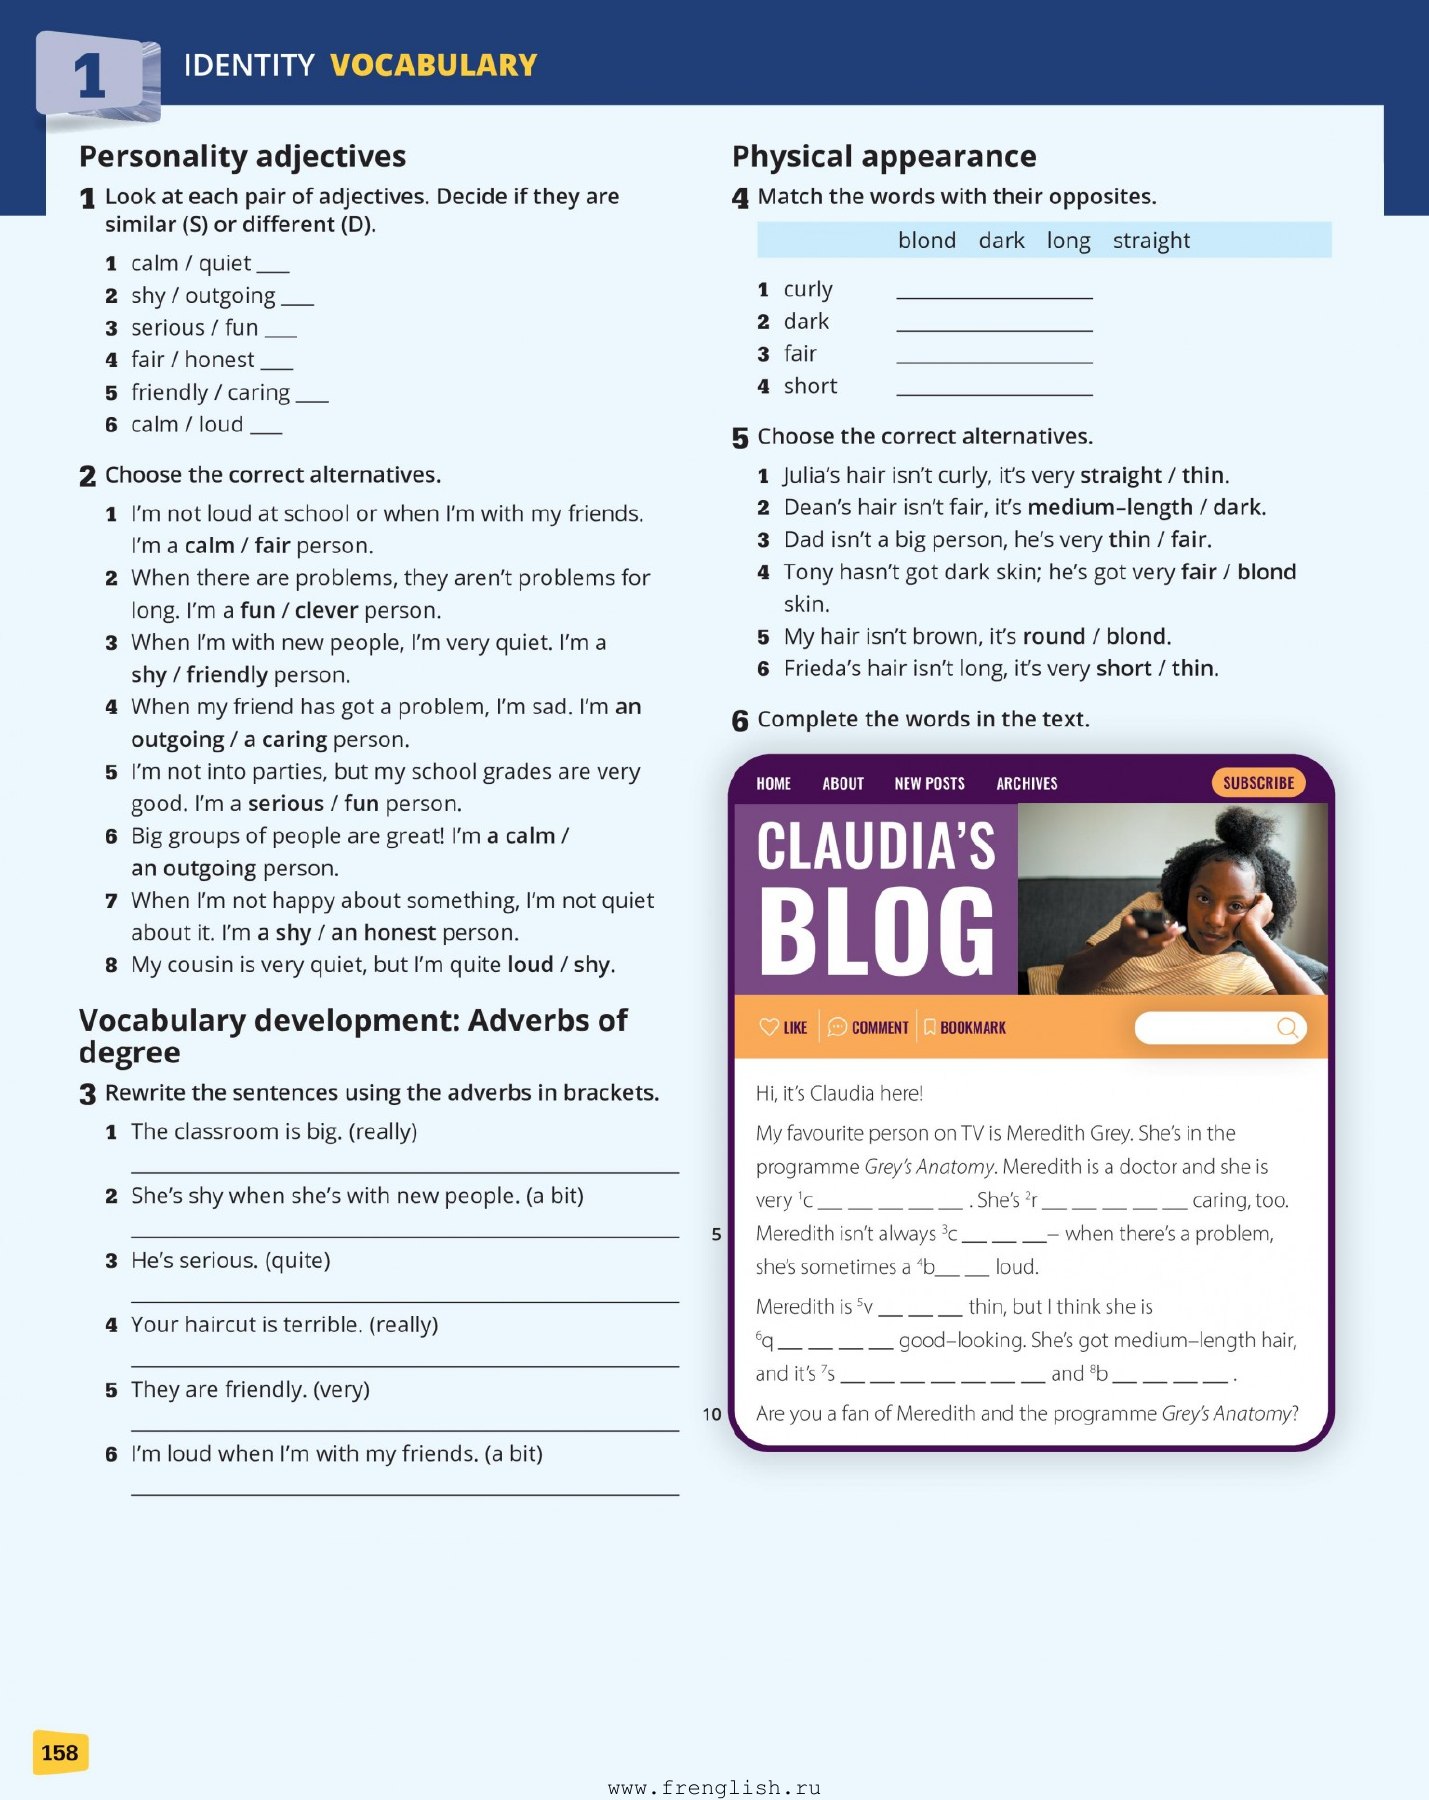 1
IDENTITY VOCABULARY
Personality adjectives
1 Look at each pair of adjectives. Decide if they are
similar (S) or different (D).
1 calm / quiet ___
2 shy / outgoing ___
3 serious / fun ___
4 fair / honest ___
5 friendly / caring ___
6 calm / loud ___
2 Choose the correct alternatives.
1 I'm not loud at school or when I'm with my friends.
I'm a calm / fair person.
2 When there are problems, they aren't problems for
long. I'm a fun / clever person.
3 When I'm with new people, I'm very quiet. I'm a
shy / friendly person.
4 When my friend has got a problem, I'm sad. I'm an
outgoing / a caring person.
5 I'm not into parties, but my school grades are very
good. I'm a serious / fun person.
6 Big groups of people are great! I'm a calm /
an outgoing person.
7 When I'm not happy about something, I'm not quiet
about it. I'm a shy / an honest person.
8 My cousin is very quiet, but I'm quite loud / shy.
Vocabulary development: Adverbs of
degree
3 Rewrite the sentences using the adverbs in brackets.
1 The classroom is big. (really)
2 She's shy when she's with new people. (a bit)
3 He's serious. (quite)
4 Your haircut is terrible. (really)
5 They are friendly. (very)
6 I'm loud when I'm with my friends. (a bit)
Physical appearance
4 Match the words with their opposites.
blond dark long straight
1 curly
2 dark
3 fair
4 short
5 Choose the correct alternatives.
1 Julia's hair isn't curly, it's very straight / thin.
2 Dean's hair isn't fair, it's medium-length / dark.
3 Dad isn't a big person, he's very thin / fair.
4 Tony hasn't got dark skin; he's got very fair / blond
skin.
5 My hair isn't brown, it's round / blond.
6 Frieda's hair isn't long, it's very short / thin.
6 Complete the words in the text.
HOME ABOUT NEW POSTS ARCHIVES SUBSCRIBE
CLAUDIA'S
BLOG
LIKE COMMENT BOOKMARK
Hi, it's Claudia here!
My favourite person on TV is Meredith Grey. She's in the
programme Grey's Anatomy. Meredith is a doctor and she is
very ¹c __ __ __ __ __ . She's ²r __ __ __ __ __ caring, too.
5 Meredith isn't always ³c __ __ __– when there's a problem,
she's sometimes a ⁴b__ __ loud.
Meredith is ⁵v __ __ __ thin, but I think she is
⁶q __ __ __ __ good-looking. She's got medium-length hair,
and it's ⁷s __ __ __ __ __ __ __ and ⁸b __ __ __ __ .
10 Are you a fan of Meredith and the programme Grey's Anatomy?
158
www.frenglish.ru